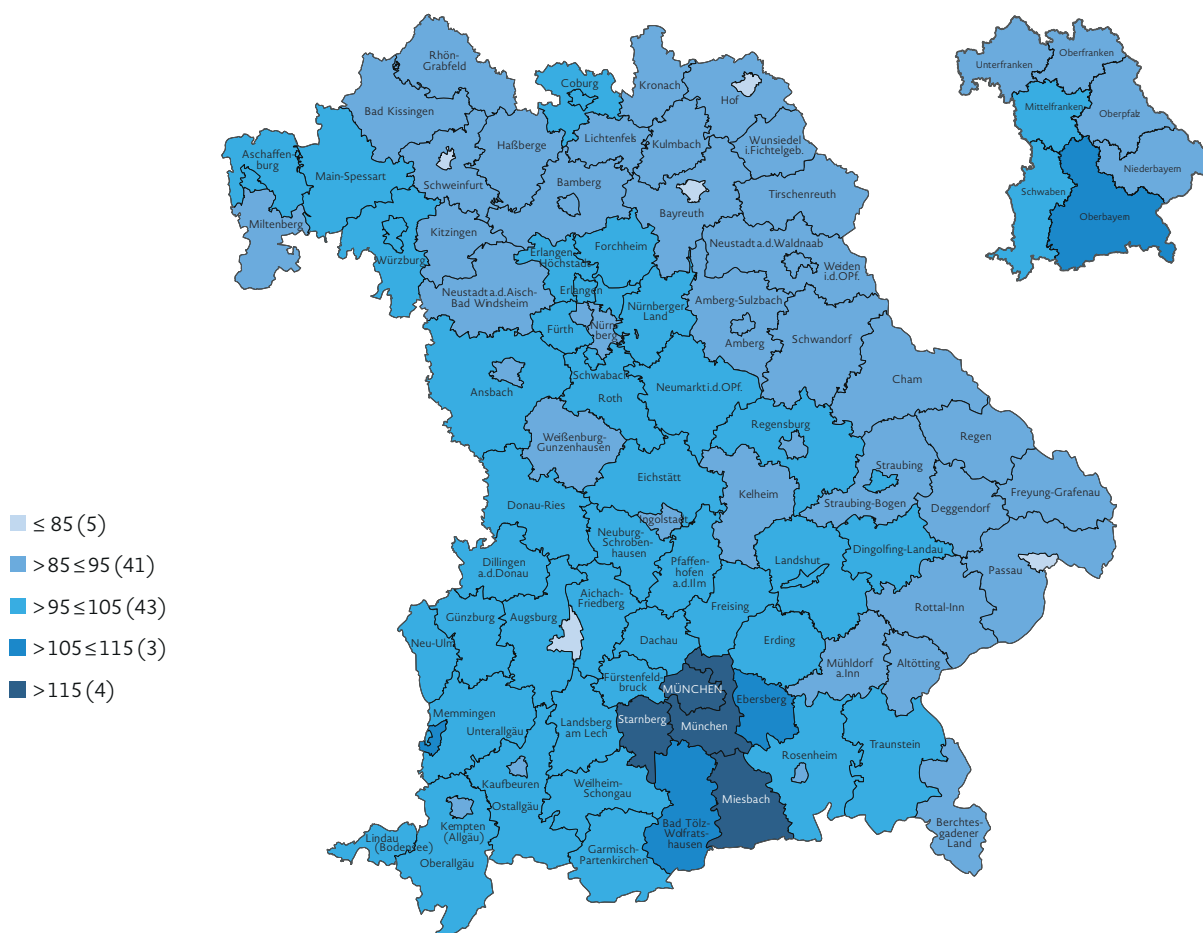 Rhön-
Grabfeld
Coburg
Kronach
Hof
Bad Kissingen
Lichtenfels
Kulmbach
Wunsiedel
i.Fichtelgeb.
Haßberge
Aschaffen-
burg
Main-Spessart
Schweinfurt
Bamberg
Bayreuth
Tirschenreuth
Miltenberg
Kitzingen
Würzburg
Erlangen-
Höchstadt
Forchheim
Neustadt a.d.Waldnaab
Weiden
i.d.OPf.
Neustadt a.d.Aisch-
Bad Windsheim
Erlangen
Nürnberger
Land
Amberg-Sulzbach
Amberg
Fürth
Nürn-
berg
Schwandorf
Ansbach
Schwabach
Roth
Neumarkt i.d.OPf.
Cham
Weißenburg-
Gunzenhausen
Regensburg
Regen
Eichstätt
Kelheim
Straubing
Straubing-Bogen
Freyung-Grafenau
Deggendorf
Donau-Ries
Ingolstadt
Neuburg-
Schroben-
hausen
Dillingen
a.d.Donau
Pfaffen-
hofen
a.d.Ilm
Landshut
Dingolfing-Landau
Passau
Aichach-
Friedberg
Freising
Rottal-Inn
Neu-Ulm
Günzburg
Augsburg
Dachau
Erding
Mühldorf
a.Inn
Altötting
Fürstenfeld-
bruck
MÜNCHEN
Ebersberg
Memmingen
Unterallgäu
Landsberg
am Lech
Starnberg
München
Rosenheim
Traunstein
Kaufbeuren
Ostallgäu
Weilheim-
Schongau
Miesbach
Bad Tölz-
Wolfrats-
hausen
Berchtes-
gadener
Land
Lindau
(Bodensee)
Kempten
(Allgäu)
Oberallgäu
Garmisch-
Partenkirchen
Unterfranken
Oberfranken
Mittelfranken
Oberpfalz
Niederbayern
Schwaben
Oberbayern
≤ 85 (5)
>85 ≤ 95 (41)
>95 ≤ 105 (43)
>105 ≤ 115 (3)
>115 (4)